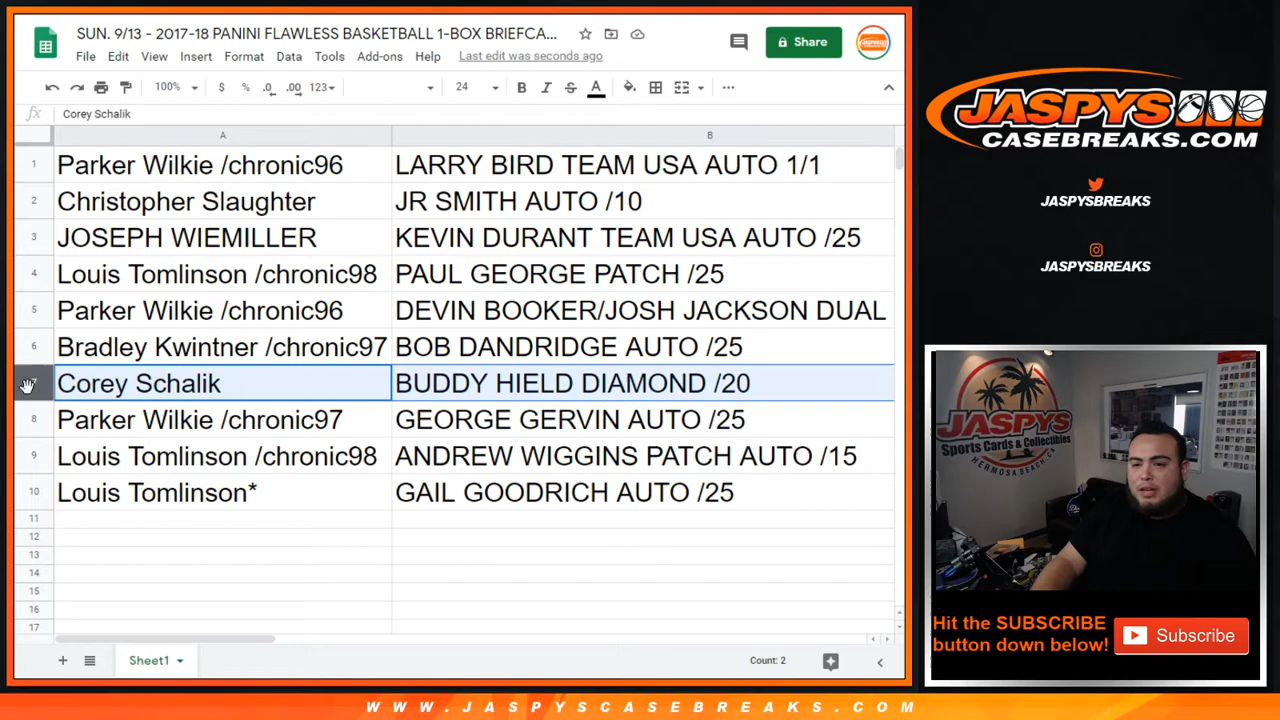 SUN. 9/13 - 2017-18 PANINI FLAWLESS BASKETBALL 1-BOX BRIEFCA...
File Edit View Insert Format Data Tools Add-ons Help Last edit was seconds ago
Share
100% $ % .0 .00 123 24 B I S A
fx Corey Schalik
A B
1 Parker Wilkie /chronic96 LARRY BIRD TEAM USA AUTO 1/1
2 Christopher Slaughter JR SMITH AUTO /10
3 JOSEPH WIEMILLER KEVIN DURANT TEAM USA AUTO /25
4 Louis Tomlinson /chronic98 PAUL GEORGE PATCH /25
5 Parker Wilkie /chronic96 DEVIN BOOKER/JOSH JACKSON DUAL
6 Bradley Kwintner /chronic97 BOB DANDRIDGE AUTO /25
7 Corey Schalik BUDDY HIELD DIAMOND /20
8 Parker Wilkie /chronic97 GEORGE GERVIN AUTO /25
9 Louis Tomlinson /chronic98 ANDREW WIGGINS PATCH AUTO /15
10 Louis Tomlinson* GAIL GOODRICH AUTO /25
11
12
13
14
15
16
17
Sheet1
Count: 2
JASPYS
CASEBREAKS.COM
JASPYSBREAKS
JASPYSBREAKS
JASPYS
Sports Cards & Collectibles
HERMOSA BEACH, CA
Hit the SUBSCRIBE
button down below!
Subscribe
WWW.JASPYSCASEBREAKS.COM